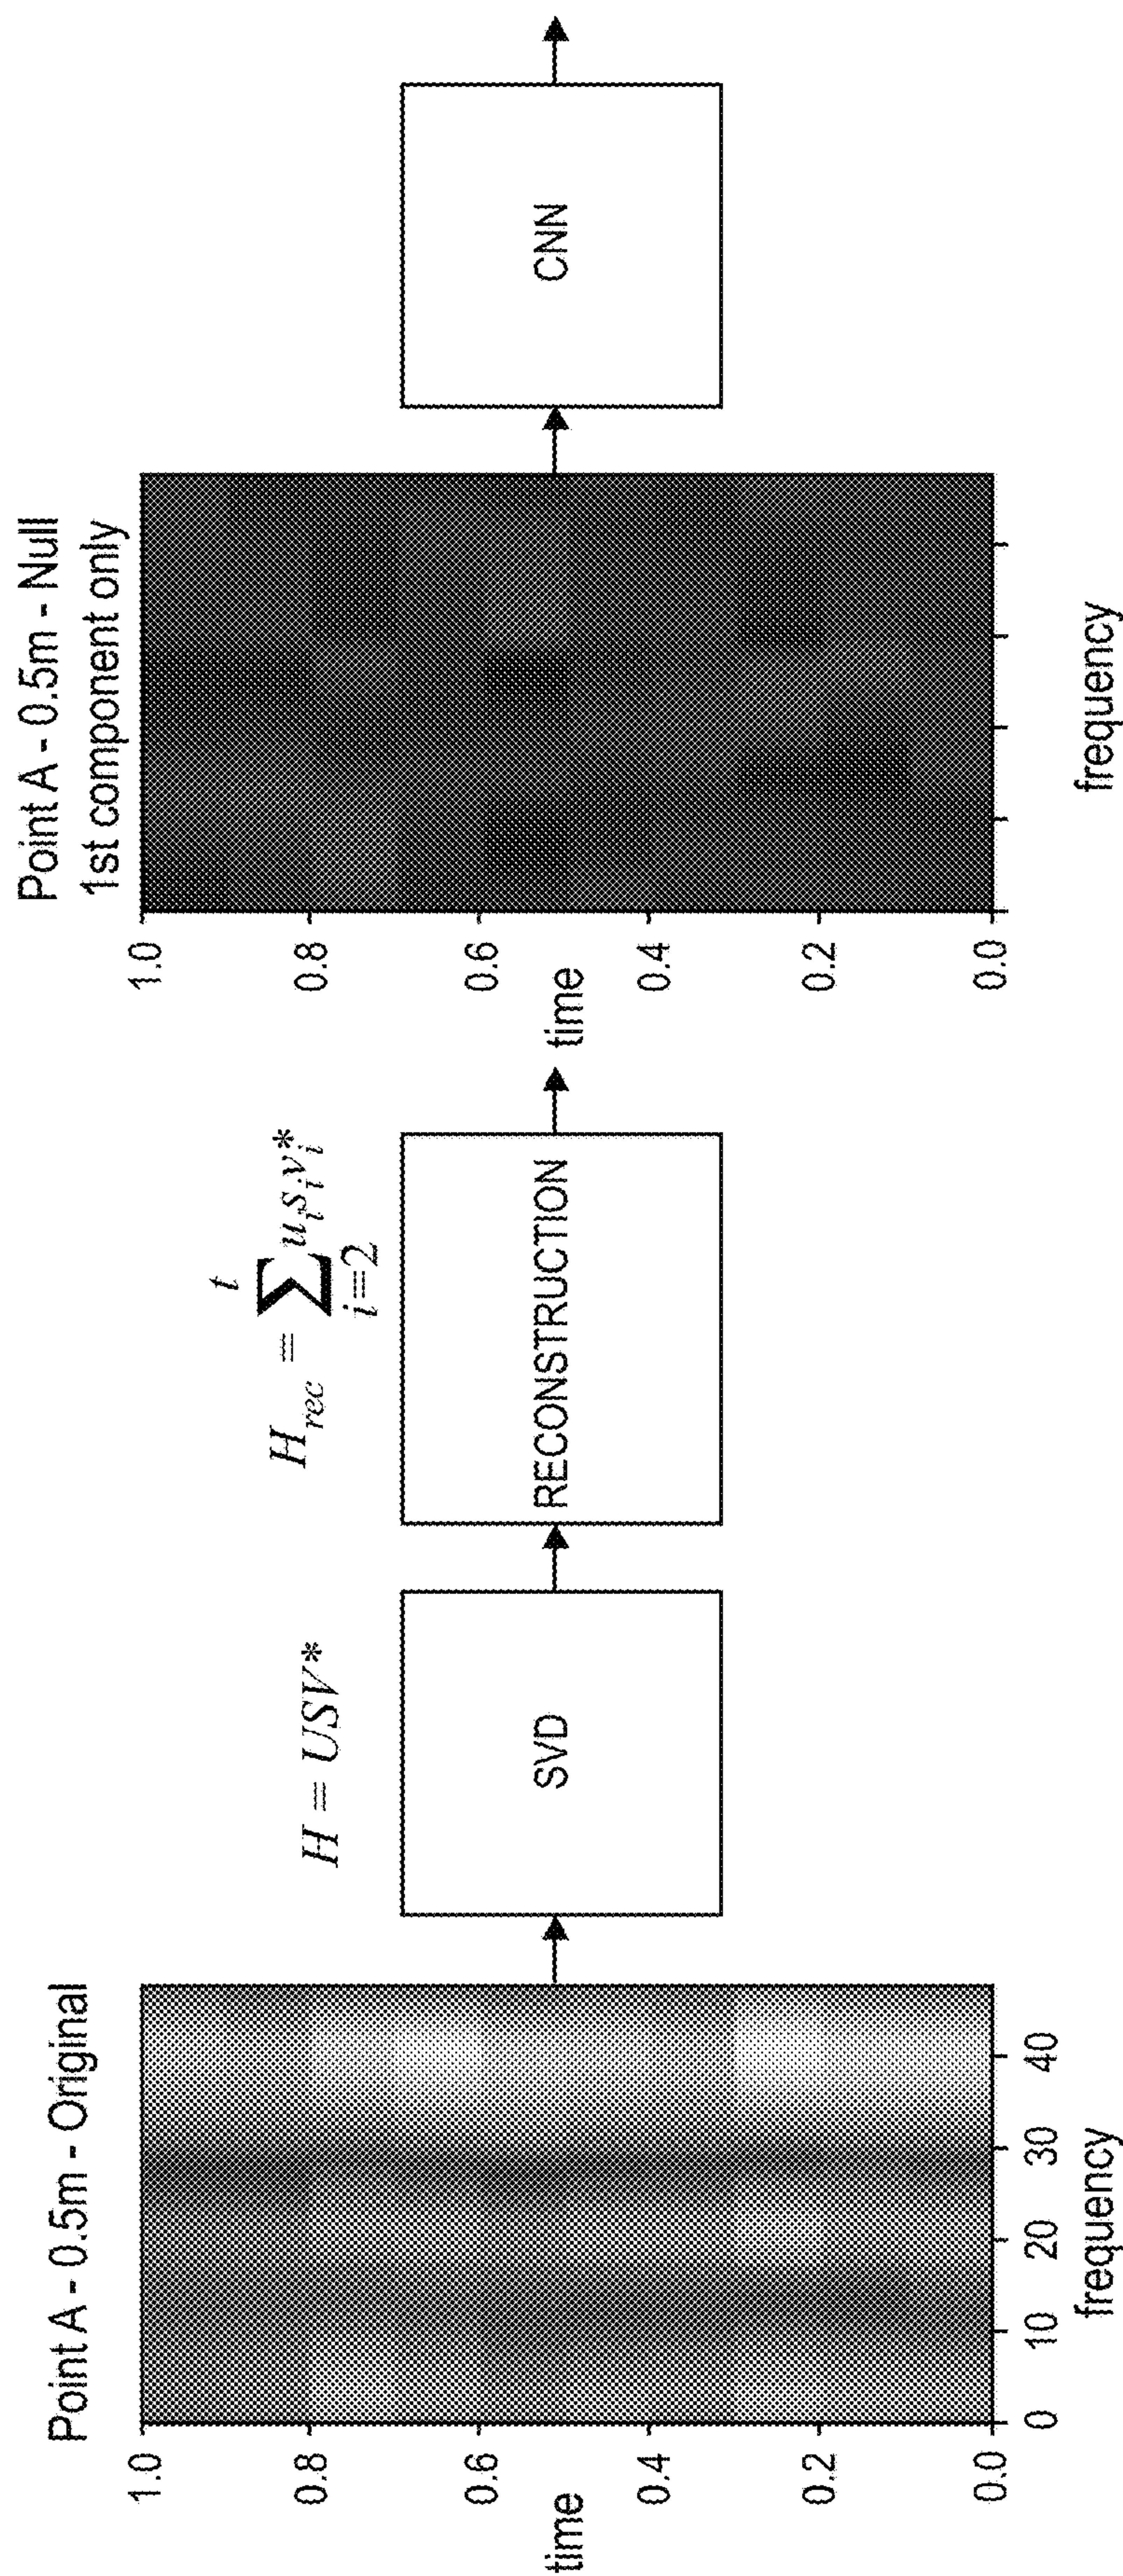 Point A - 0.5m - Original
1.0
0.8
0.6
0.4
0.2
0.0
time
0
10
20
30
40
frequency
H = USV*
SVD
H_rec = \sum_{i=2}^{t} u_i s_i v_i^*
RECONSTRUCTION
Point A - 0.5m - Null
1st component only
1.0
0.8
0.6
0.4
0.2
0.0
time
frequency
CNN